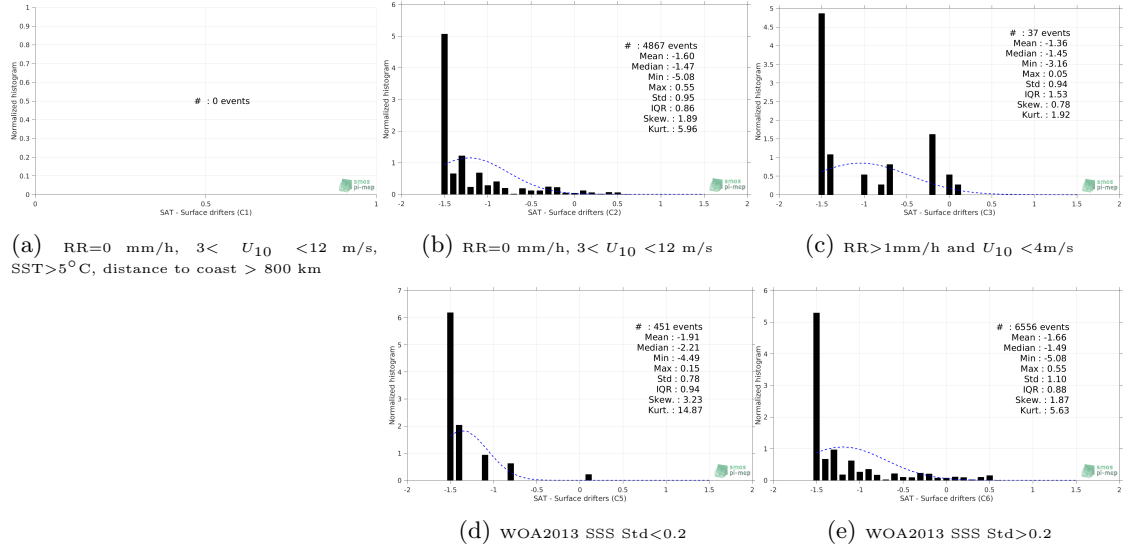 1
0.9
0.8
0.7
0.6
0.5
0.4
0.3
0.2
0.1
0
Normalized histogram
# : 0 events
smos
pi-mep
0 0.5 1
SAT - Surface drifters (C1)
(a) RR=0 mm/h, 3< U10 <12 m/s,
SST>5°C, distance to coast > 800 km
6
5
4
3
2
1
0
Normalized histogram
# : 4867 events
Mean : -1.60
Median : -1.47
Min : -5.08
Max : 0.55
Std : 0.95
IQR : 0.86
Skew. : 1.89
Kurt. : 5.96
smos
pi-mep
-2 -1.5 -1 -0.5 0 0.5 1 1.5 2
SAT - Surface drifters (C2)
(b) RR=0 mm/h, 3< U10 <12 m/s
5
4.5
4
3.5
3
2.5
2
1.5
1
0.5
0
Normalized histogram
# : 37 events
Mean : -1.36
Median : -1.45
Min : -3.16
Max : 0.05
Std : 0.94
IQR : 1.53
Skew. : 0.78
Kurt. : 1.92
smos
pi-mep
-2 -1.5 -1 -0.5 0 0.5 1 1.5 2
SAT - Surface drifters (C3)
(c) RR>1mm/h and U10 <4m/s
7
6
5
4
3
2
1
0
Normalized histogram
# : 451 events
Mean : -1.91
Median : -2.21
Min : -4.49
Max : 0.15
Std : 0.78
IQR : 0.94
Skew. : 3.23
Kurt. : 14.87
smos
pi-mep
-2 -1.5 -1 -0.5 0 0.5 1 1.5 2
SAT - Surface drifters (C5)
(d) WOA2013 SSS Std<0.2
6
5
4
3
2
1
0
Normalized histogram
# : 6556 events
Mean : -1.66
Median : -1.49
Min : -5.08
Max : 0.55
Std : 1.10
IQR : 0.88
Skew. : 1.87
Kurt. : 5.63
smos
pi-mep
-2 -1.5 -1 -0.5 0 0.5 1 1.5 2
SAT - Surface drifters (C6)
(e) WOA2013 SSS Std>0.2